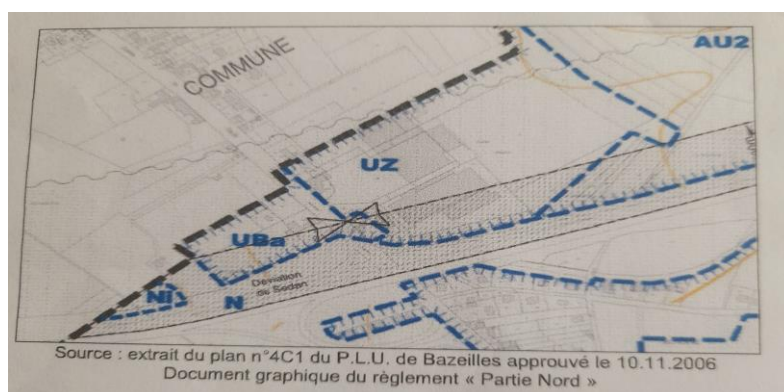 AU2
COMMUNE
UZ
UBa
Déviation
de Sedan
N
Source : extrait du plan n°4C1 du P.L.U. de Bazeilles approuvé le 10.11.2006
Document graphique du règlement « Partie Nord »